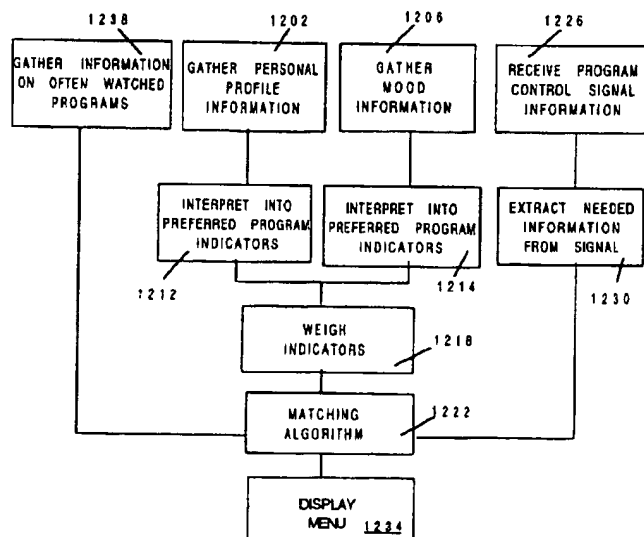 1238
1202
1206
1226
GATHER INFORMATION
ON OFTEN WATCHED
PROGRAMS
GATHER PERSONAL
PROFILE
INFORMATION
GATHER
MOOD
INFORMATION
RECEIVE PROGRAM
CONTROL SIGNAL
INFORMATION
INTERPRET INTO
PREFERRED PROGRAM
INDICATORS
1212
INTERPRET INTO
PREFERRED PROGRAM
INDICATORS
1214
EXTRACT NEEDED
INFORMATION
FROM SIGNAL
1230
WEIGH
INDICATORS
1218
MATCHING
ALGORITHM
1222
DISPLAY
MENU
1234